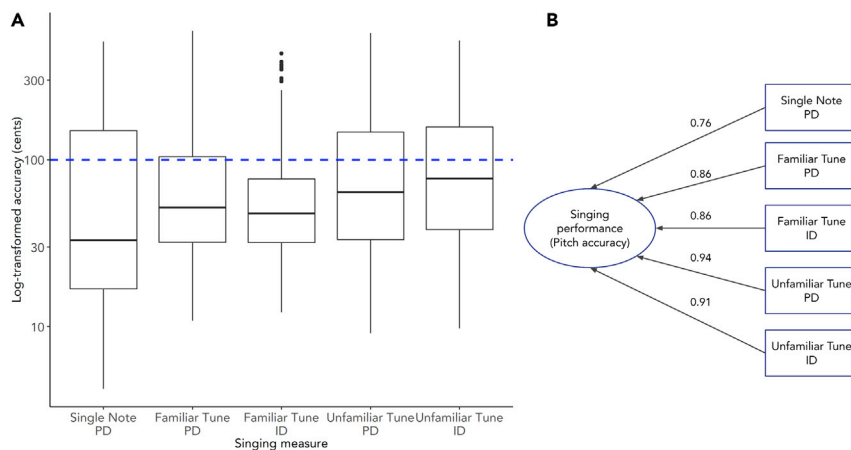 A
B
Log-transformed accuracy (cents)
300
100
30
10
Single Note
PD
Familiar Tune
PD
Familiar Tune
ID
Unfamiliar Tune
PD
Unfamiliar Tune
ID
Singing measure
Singing
performance
(Pitch accuracy)
0.76
0.86
0.86
0.94
0.91
Single Note
PD
Familiar Tune
PD
Familiar Tune
ID
Unfamiliar Tune
PD
Unfamiliar Tune
ID